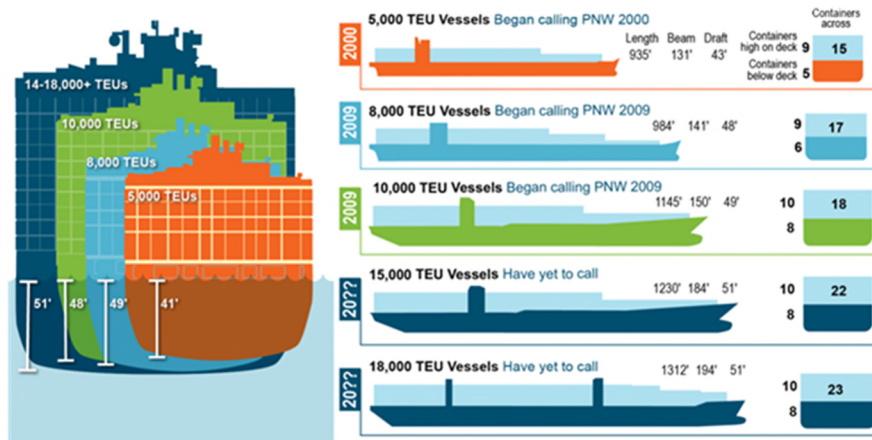 14-18,000+ TEUs
10,000 TEUs
8,000 TEUs
5,000 TEUs
51'
48'
49'
41'
2000
5,000 TEU Vessels Began calling PNW 2000
Length Beam Draft
935' 131' 43'
Containers high on deck
9
Containers below deck
5
Containers across
15
2009
8,000 TEU Vessels Began calling PNW 2009
984' 141' 48'
9
17
6
2009
10,000 TEU Vessels Began calling PNW 2009
1145' 150' 49'
10
18
8
20??
15,000 TEU Vessels Have yet to call
1230' 184' 51'
10
22
8
20??
18,000 TEU Vessels Have yet to call
1312' 194' 51'
10
23
8